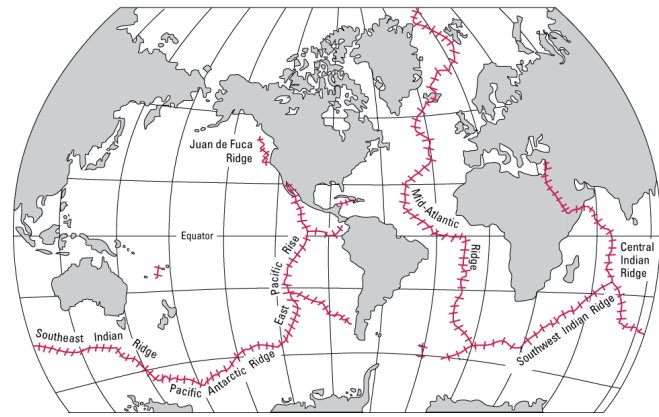 Juan de Fuca
Ridge
Mid-Atlantic
Ridge
Equator
East Pacific Rise
Central
Indian
Ridge
Southeast Indian Ridge
Pacific Antarctic Ridge
Southwest Indian Ridge